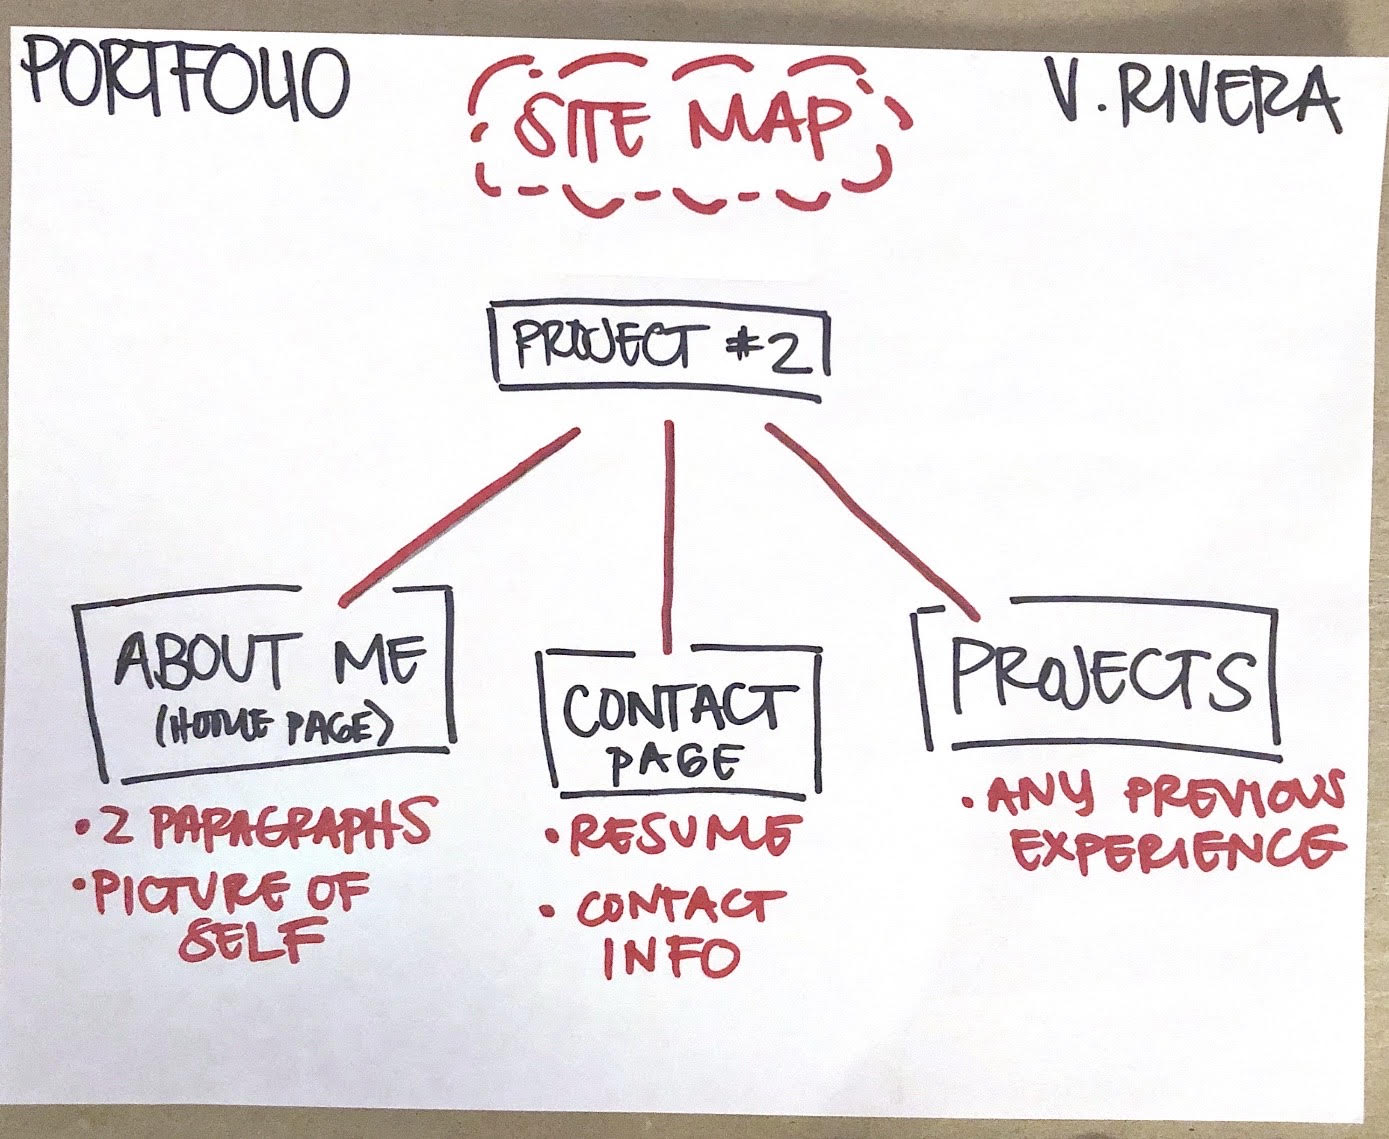 PORTFOLIO
SITE MAP
V. RIVERA
PROJECT #2
ABOUT ME
(HOME PAGE)
• 2 PARAGRAPHS
• PICTURE OF
SELF
CONTACT
PAGE
• RESUME
• CONTACT
INFO
PROJECTS
• ANY PREVIOUS
EXPERIENCE